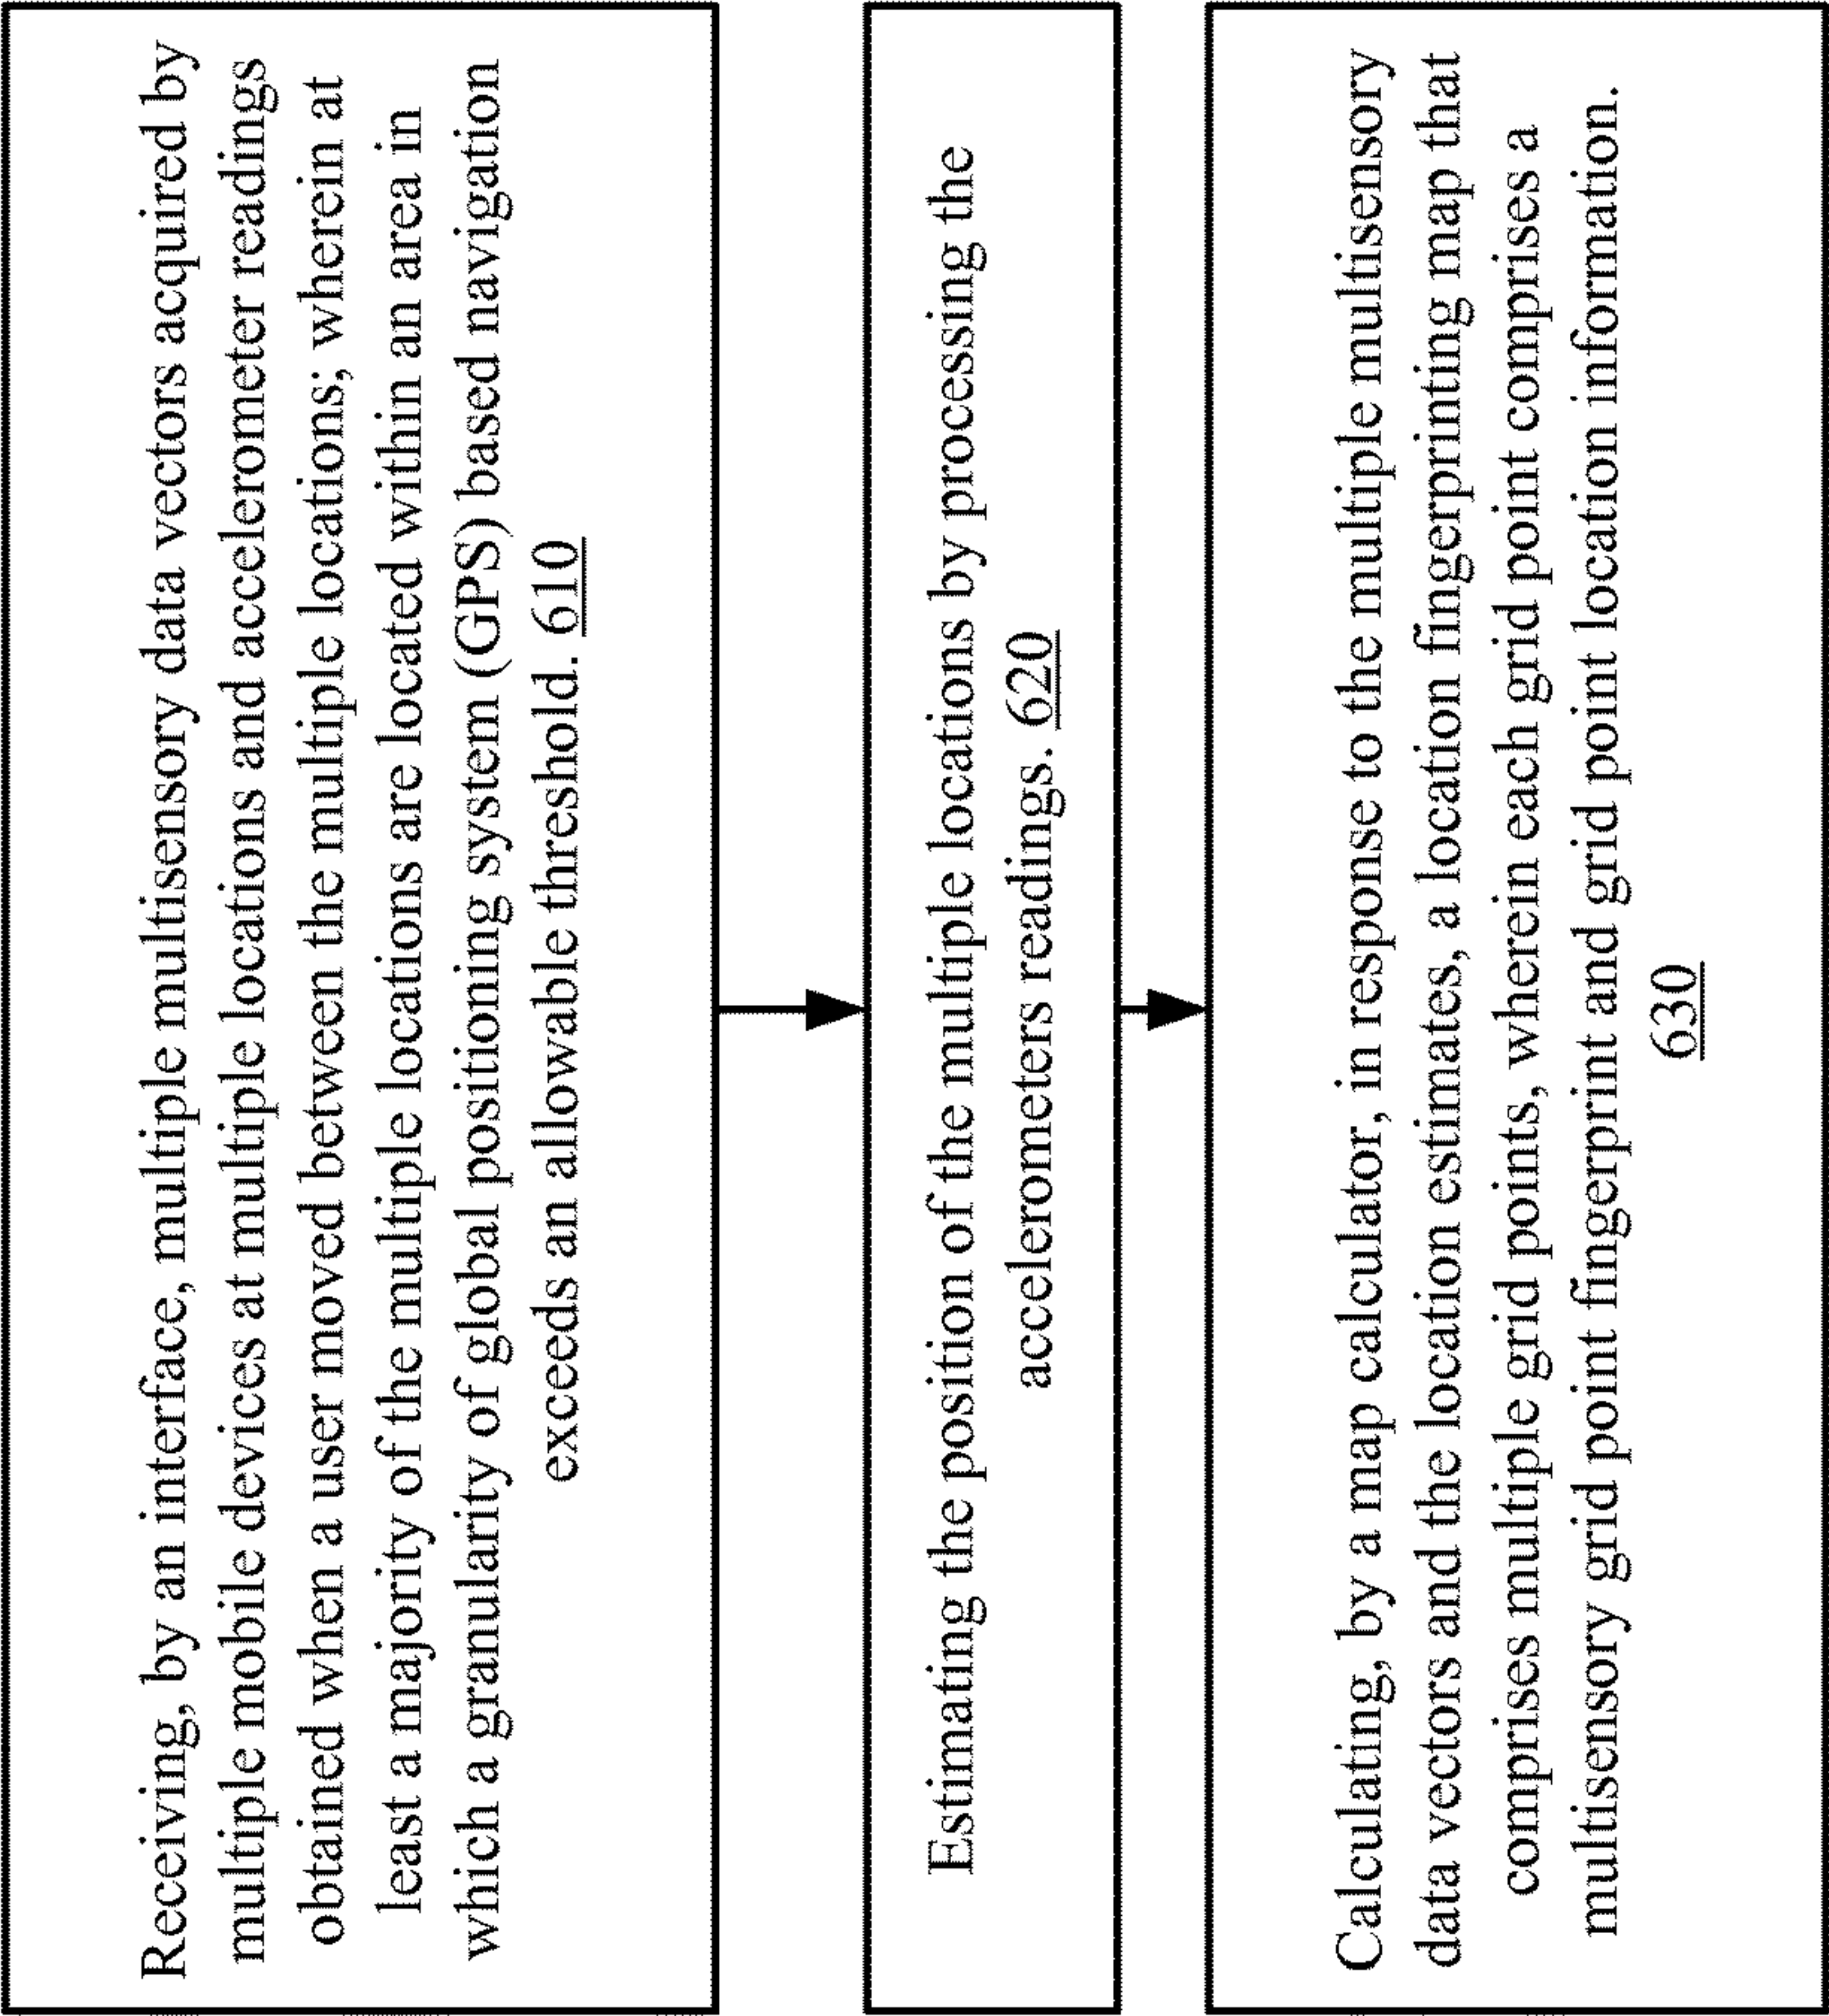 Receiving, by an interface, multiple multisensory data vectors acquired by
multiple mobile devices at multiple locations and accelerometer readings
obtained when a user moved between the multiple locations; wherein at
least a majority of the multiple locations are located within an area in
which a granularity of global positioning system (GPS) based navigation
exceeds an allowable threshold. 610
Estimating the position of the multiple locations by processing the
accelerometers readings. 620
Calculating, by a map calculator, in response to the multiple multisensory
data vectors and the location estimates, a location fingerprinting map that
comprises multiple grid points, wherein each grid point comprises a
multisensory grid point fingerprint and grid point location information.
630